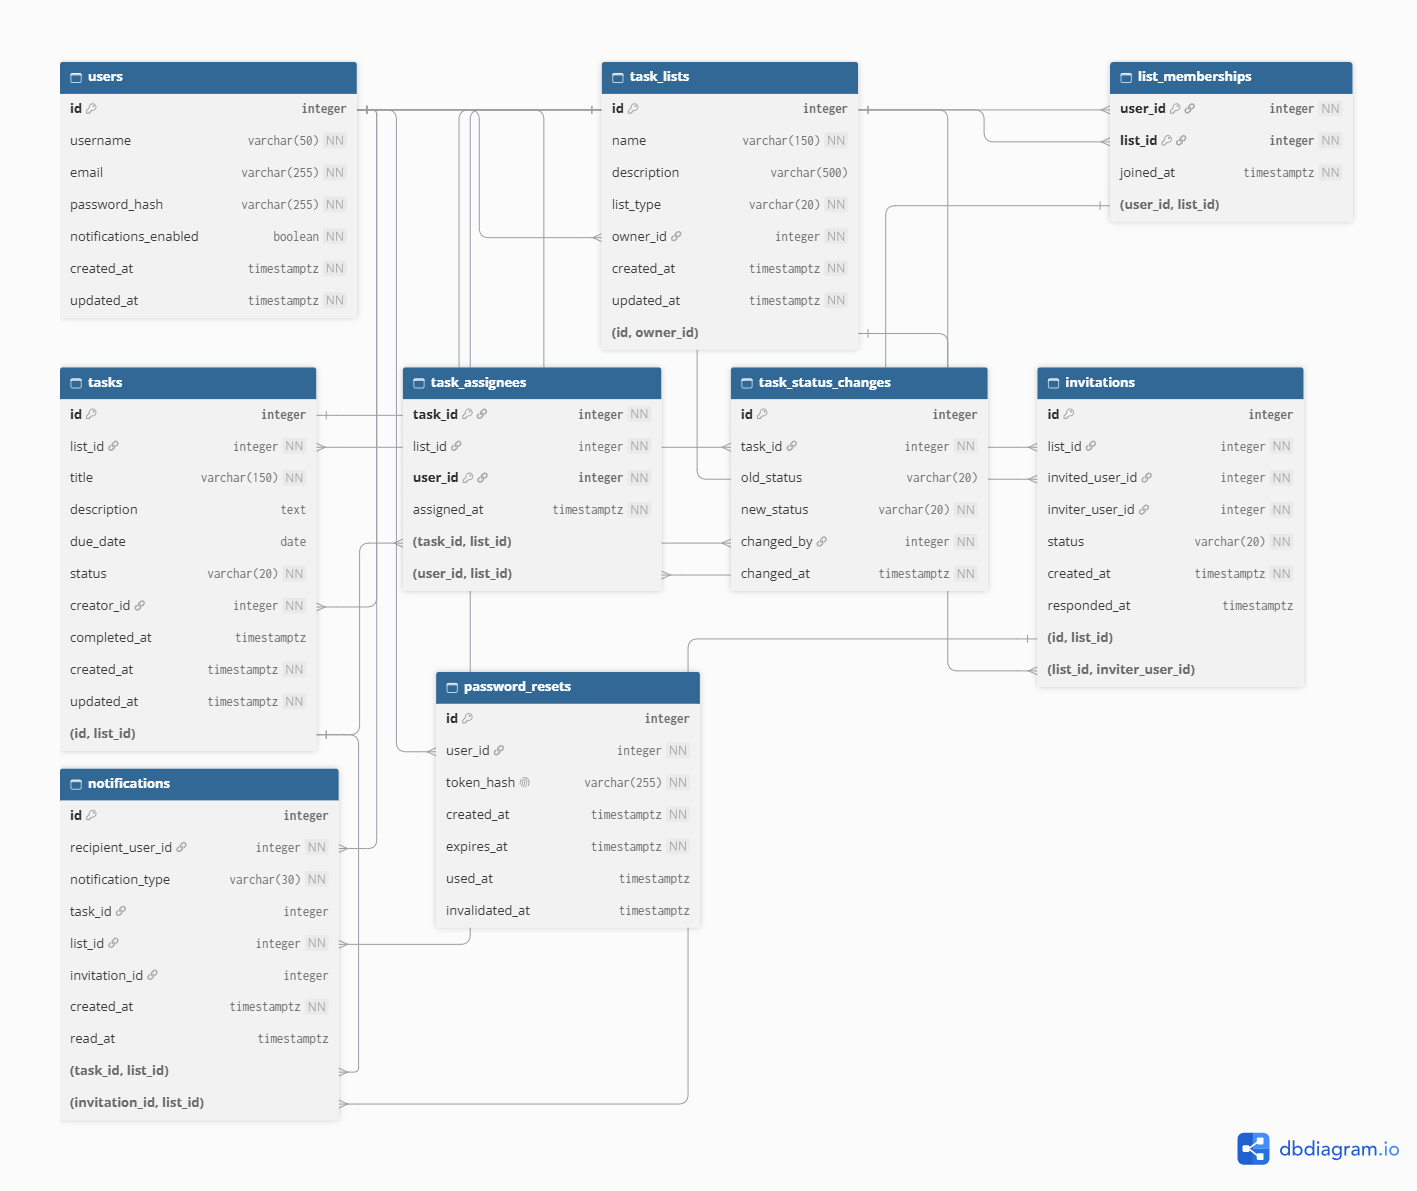 users
id integer
username varchar(50) NN
email varchar(255) NN
password_hash varchar(255) NN
notifications_enabled boolean NN
created_at timestamptz NN
updated_at timestamptz NN
task_lists
id integer
name varchar(150) NN
description varchar(500)
list_type varchar(20) NN
owner_id integer NN
created_at timestamptz NN
updated_at timestamptz NN
(id, owner_id)
list_memberships
user_id integer NN
list_id integer NN
joined_at timestamptz NN
(user_id, list_id)
tasks
id integer
list_id integer NN
title varchar(150) NN
description text
due_date date
status varchar(20) NN
creator_id integer NN
completed_at timestamptz
created_at timestamptz NN
updated_at timestamptz NN
(id, list_id)
task_assignees
task_id integer NN
list_id integer NN
user_id integer NN
assigned_at timestamptz NN
(task_id, list_id)
(user_id, list_id)
task_status_changes
id integer
task_id integer NN
old_status varchar(20)
new_status varchar(20) NN
changed_by integer NN
changed_at timestamptz NN
invitations
id integer
list_id integer NN
invited_user_id integer NN
inviter_user_id integer NN
status varchar(20) NN
created_at timestamptz NN
responded_at timestamptz
(id, list_id)
(list_id, inviter_user_id)
password_resets
id integer
user_id integer NN
token_hash varchar(255) NN
created_at timestamptz NN
expires_at timestamptz NN
used_at timestamptz
invalidated_at timestamptz
notifications
id integer
recipient_user_id integer NN
notification_type varchar(30) NN
task_id integer
list_id integer NN
invitation_id integer
created_at timestamptz NN
read_at timestamptz
(task_id, list_id)
(invitation_id, list_id)
dbdiagram.io